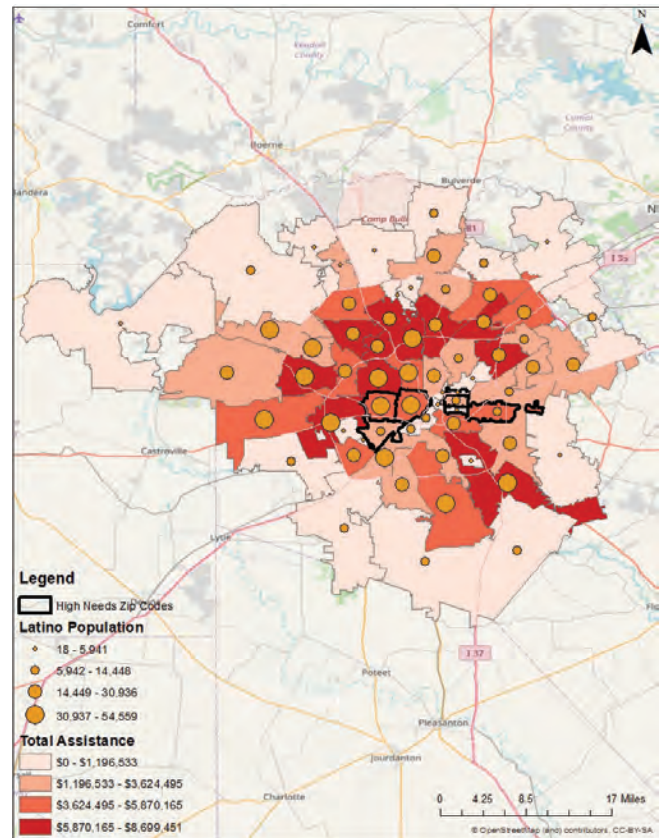 N
Comfort
Kendall
County
Comal
County
Boerne
Bandera
Bulverde
Camp Bulli
281
I 35
Castroville
Lytle
I 37
Poteet
Pleasanton
Jourdanton
Charlotte
Legend
High Needs Zip Codes
Latino Population
18 - 5,941
5,942 - 14,448
14,449 - 30,936
30,937 - 54,559
Total Assistance
$0 - $1,196,533
$1,196,533 - $3,624,495
$3,624,495 - $5,870,165
$5,870,165 - $8,699,451
0 4.25 8.5 17 Miles
© OpenStreetMap (and) contributors, CC-BY-SA